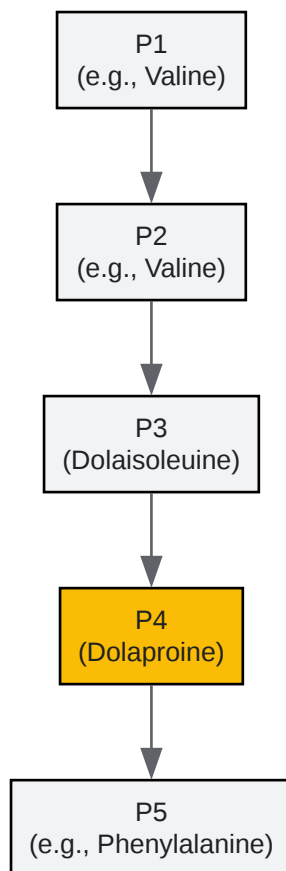 P1
(e.g., Valine)
P2
(e.g., Valine)
P3
(Dolaisoleuine)
P4
(Dolaproine)
P5
(e.g., Phenylalanine)